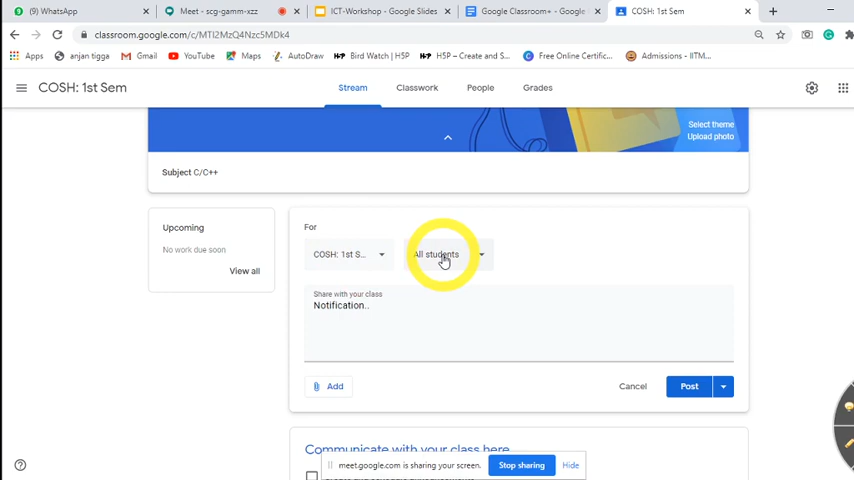 (9) WhatsApp
Meet - scg-gamm-xzz
ICT-Workshop - Google Slides
Google Classroom+ - Google
COSH: 1st Sem
classroom.google.com/c/MTI2MzQ4Nzc5MDk4
Apps
anjan tigga
Gmail
YouTube
Maps
AutoDraw
H5P
Bird Watch | H5P
H5P
H5P – Create and S...
Free Online Certific...
Admissions - IITM...
COSH: 1st Sem
Stream
Classwork
People
Grades
Select theme
Upload photo
Subject C/C++
Upcoming
No work due soon
View all
For
COSH: 1st S...
All students
Share with your class
Notification..
Add
Cancel
Post
Communicate with your class here
meet.google.com is sharing your screen.
Stop sharing
Hide